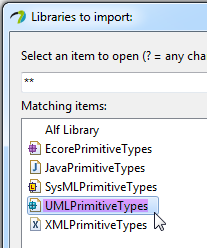 Libraries to import:
Select an item to open (? = any cha
**
Matching items:
Alf Library
EcorePrimitiveTypes
JavaPrimitiveTypes
SysMLPrimitiveTypes
UMLPrimitiveTypes
XMLPrimitiveTypes